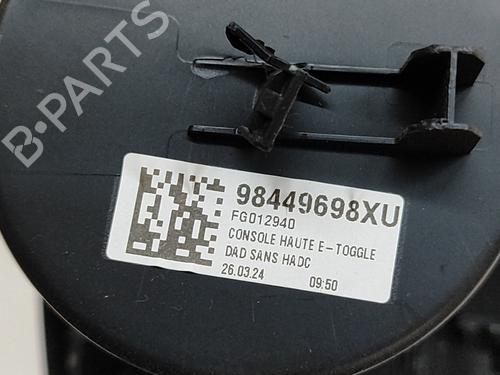 B-PARTS
98449698XU
FG012940
CONSOLE HAUTE E-TOGGLE
DAD SANS HADC
26.03.24 09:50